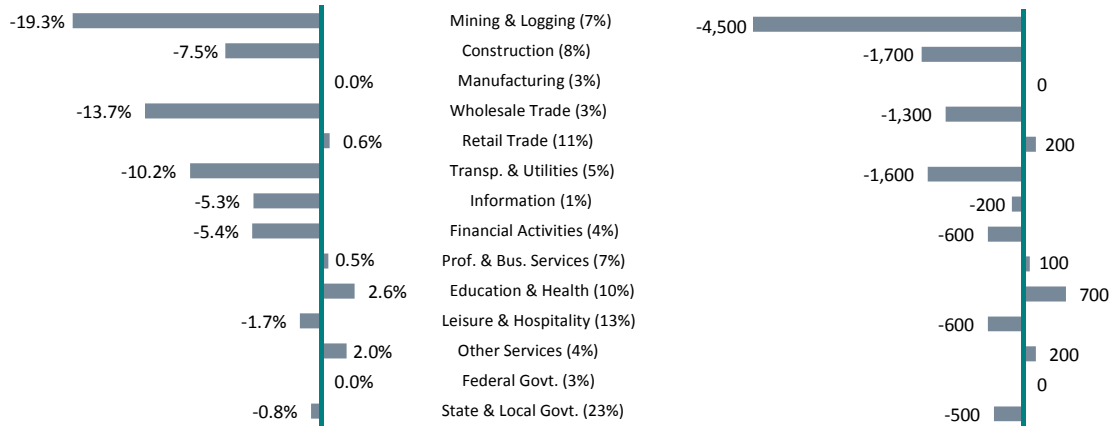 -19.3% Mining & Logging (7%) -4,500
-7.5% Construction (8%) -1,700
0.0% Manufacturing (3%) 0
-13.7% Wholesale Trade (3%) -1,300
0.6% Retail Trade (11%) 200
-10.2% Transp. & Utilities (5%) -1,600
-5.3% Information (1%) -200
-5.4% Financial Activities (4%) -600
0.5% Prof. & Bus. Services (7%) 100
2.6% Education & Health (10%) 700
-1.7% Leisure & Hospitality (13%) -600
2.0% Other Services (4%) 200
0.0% Federal Govt. (3%) 0
-0.8% State & Local Govt. (23%) -500